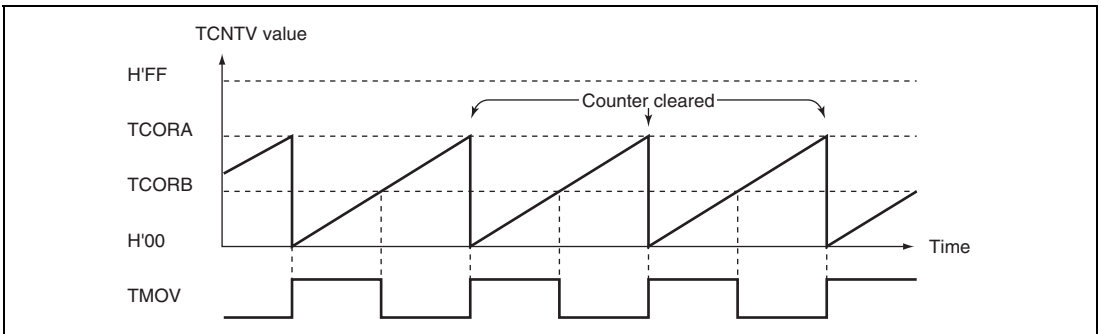 TCNTV value
H'FF
Counter cleared
TCORA
TCORB
H'00
Time
TMOV